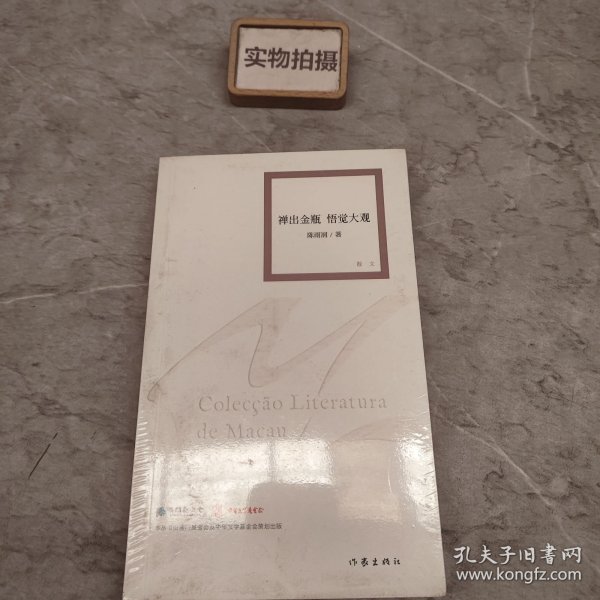 实物拍摄
禅出金瓶 悟觉大观
陈雨润 / 著
散 文
Colecção Literatura
de Macau
作家出版社
孔夫子旧书网
www.kongfz.com